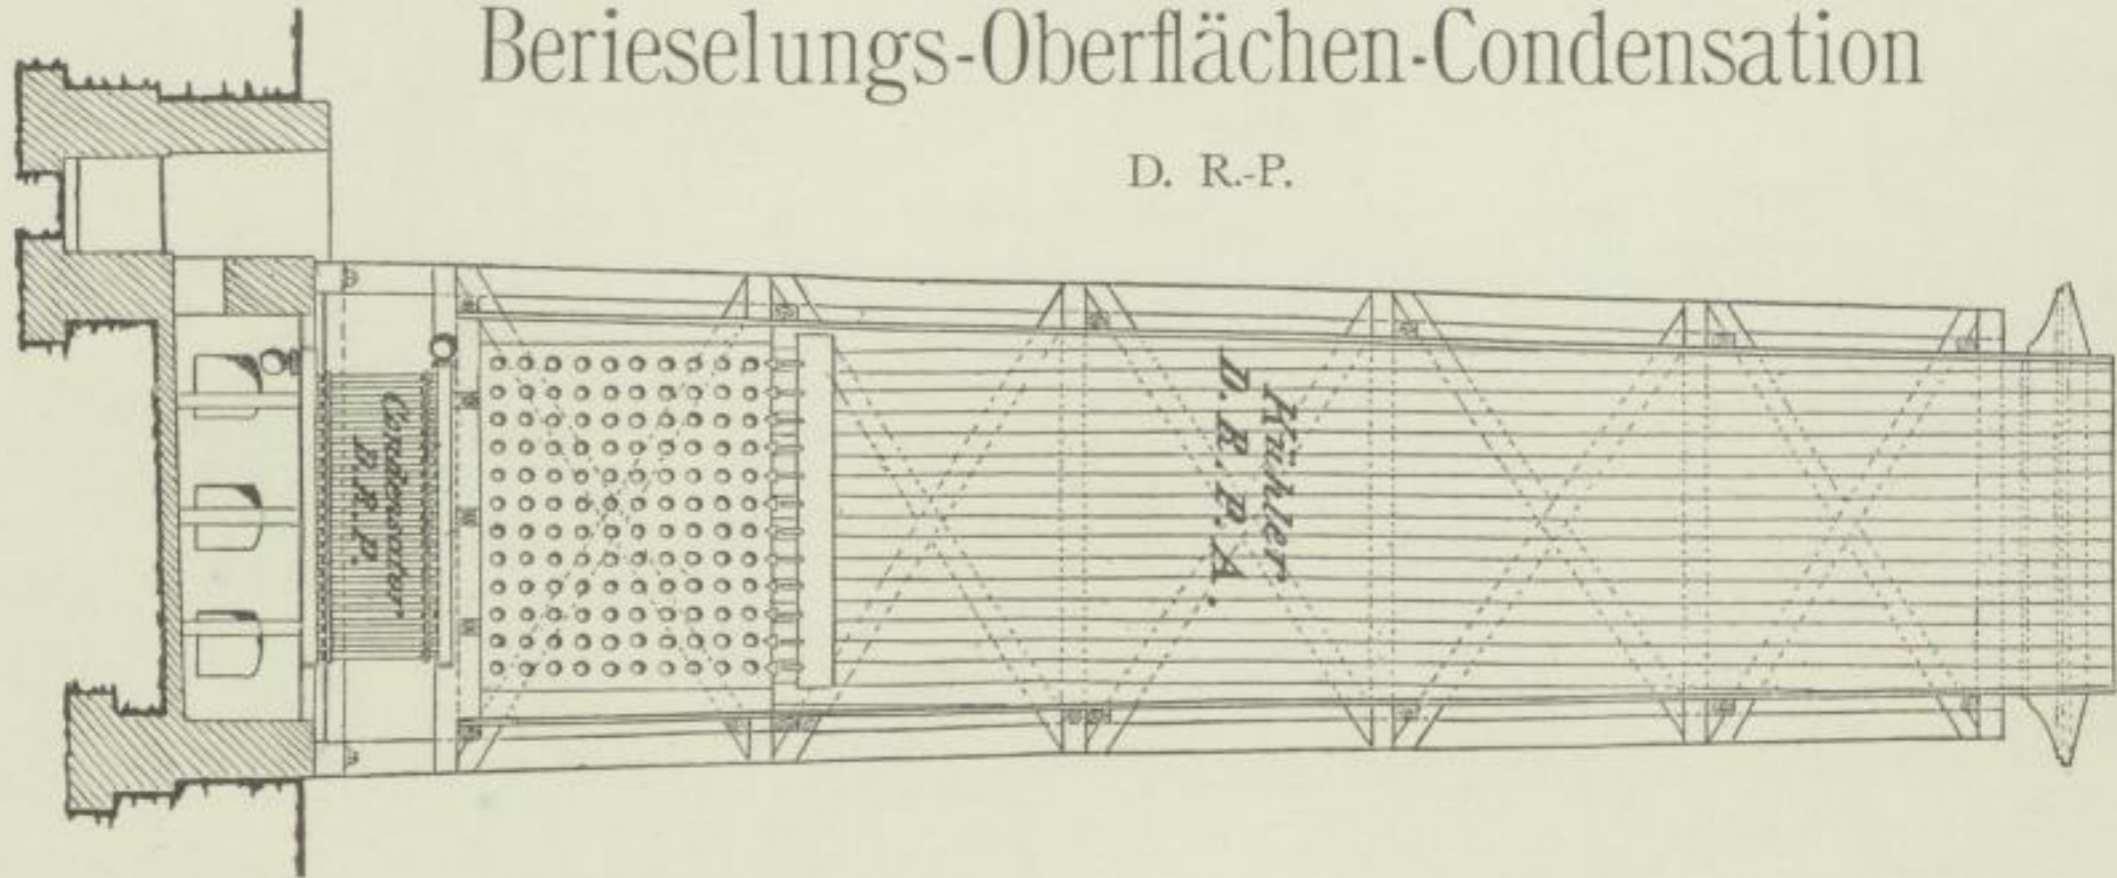 Berieselungs-Oberflächen-Condensation
D. R.-P.
Condensator
D. R. P.
Kühler
D. R. P. A.